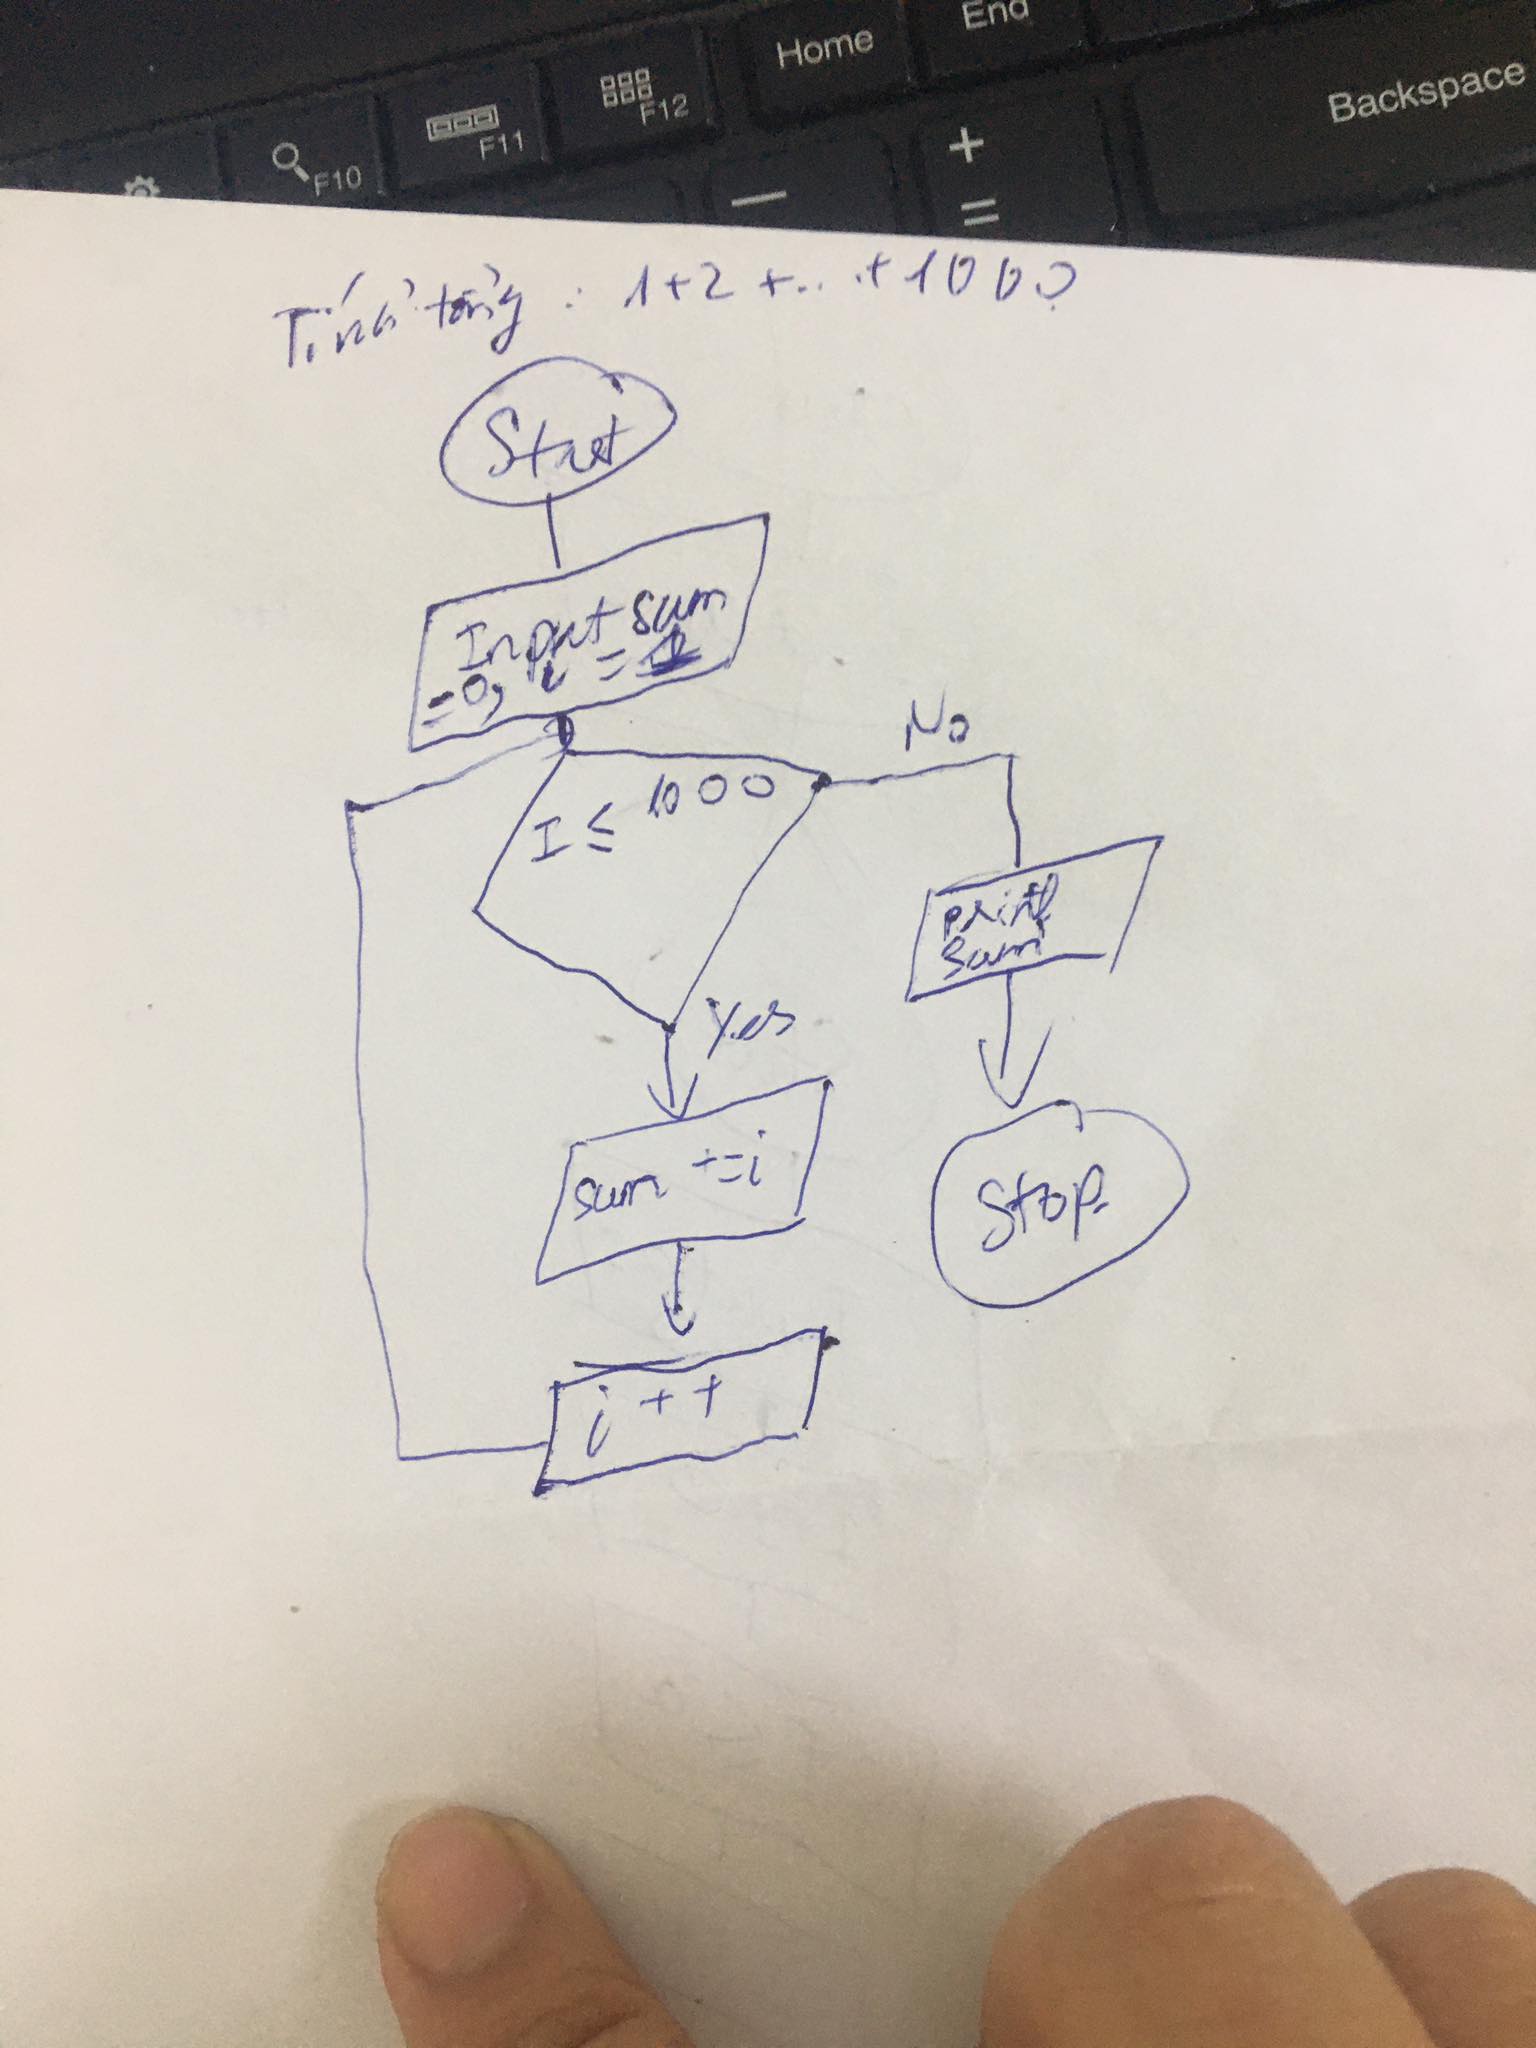 Home
End
Backspace
F10
F11
F12
-
+
=
Tính tổng: 1+2+...+1000
Start
Input sum
=0, i = 1
I ≤ 1000
No
print
sum
Yes
sum +=i
Stop.
i++